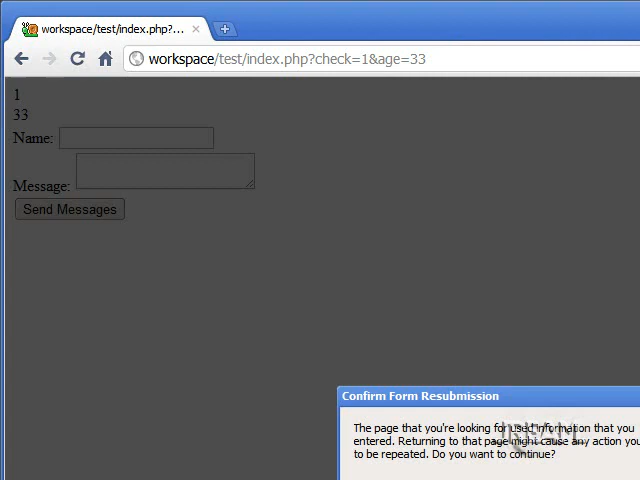 workspace/test/index.php?...
workspace/test/index.php?check=1&age=33
1
33
Name:
Message:
Send Messages
Confirm Form Resubmission
The page that you're looking for used information that you
entered. Returning to that page might cause any action you
to be repeated. Do you want to continue?